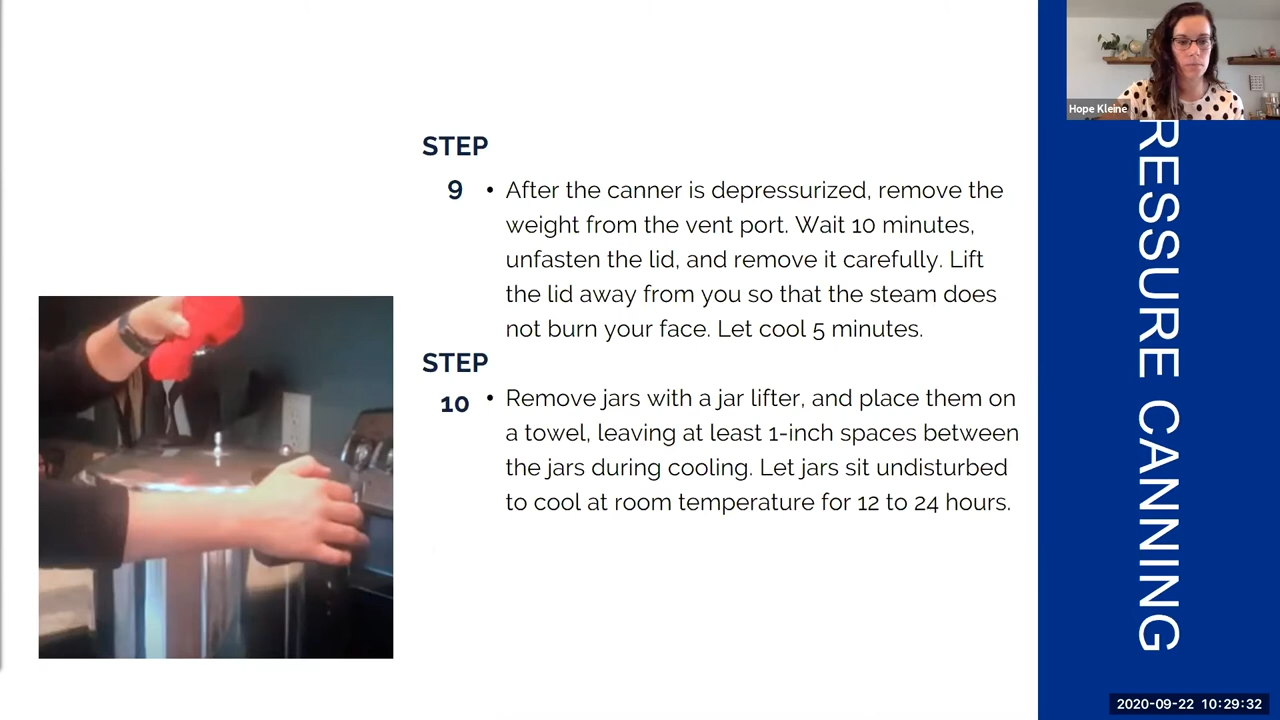 STEP
9
• After the canner is depressurized, remove the
weight from the vent port. Wait 10 minutes,
unfasten the lid, and remove it carefully. Lift
the lid away from you so that the steam does
not burn your face. Let cool 5 minutes.
STEP
10
• Remove jars with a jar lifter, and place them on
a towel, leaving at least 1-inch spaces between
the jars during cooling. Let jars sit undisturbed
to cool at room temperature for 12 to 24 hours.
Hope Kleine
RESSURE CANNING
2020-09-22 10:29:32